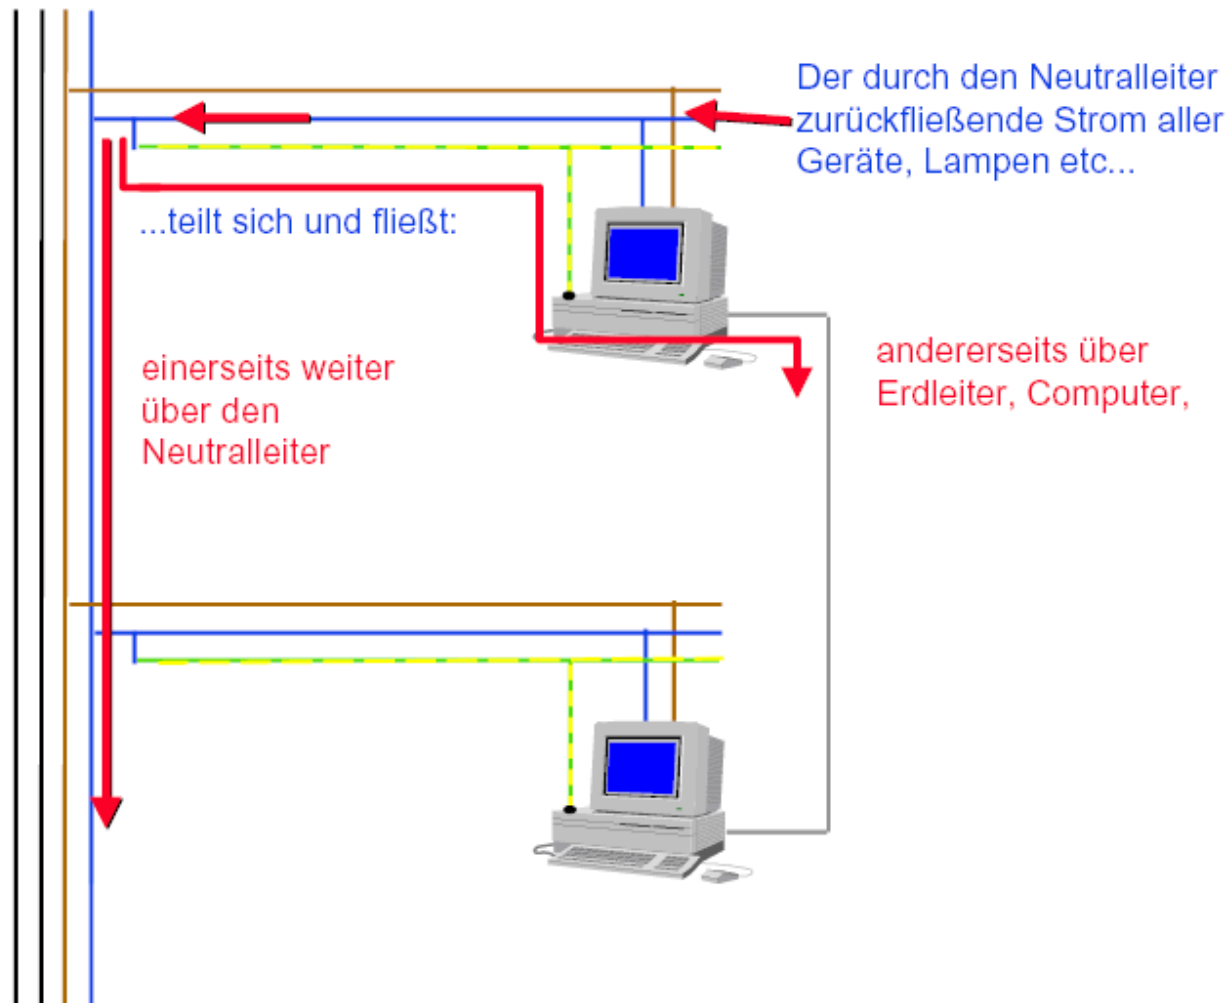 Der durch den Neutralleiter
zurückfließende Strom aller
Geräte, Lampen etc...
...teilt sich und fließt:
einerseits weiter
über den
Neutralleiter
andererseits über
Erdleiter, Computer,